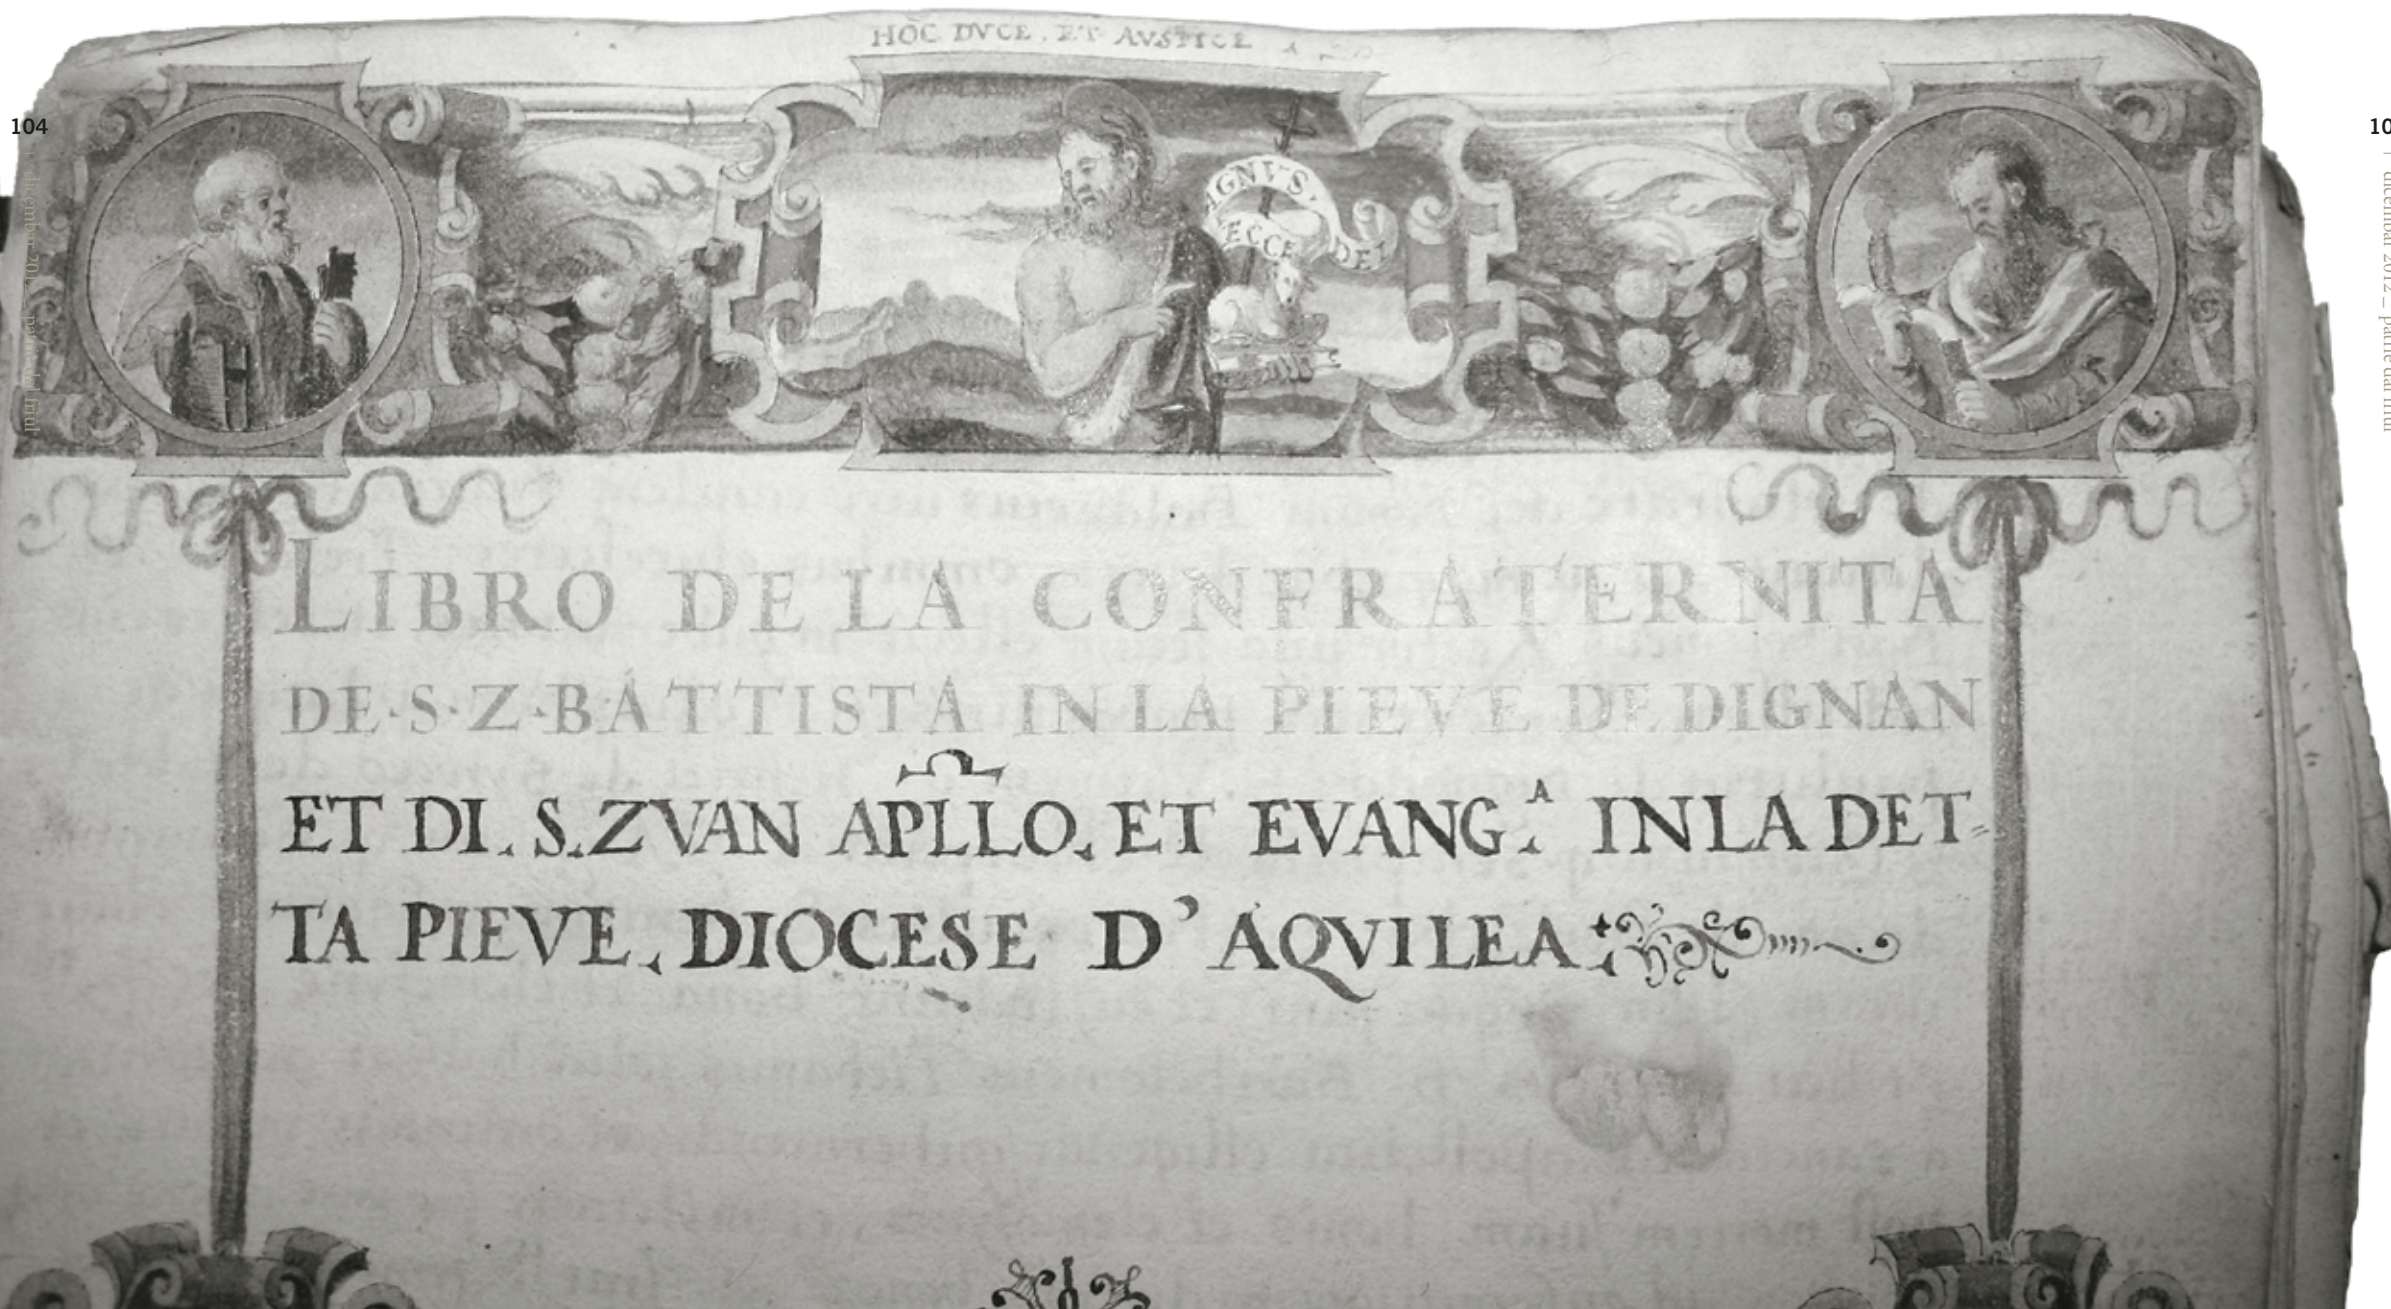 HOC DVCE, ET AVSPICE
104
IGNVS
ECCE DEI
LIBRO DE LA CONFRATERNITA
DE·S·Z·BATTISTA IN LA PIEVE DE DIGNAN
ET DI. S. ZVAN APLLO. ET EVANG.ᴬ IN LA DET=
TA PIEVE. DIOCESE D' AQVILEA